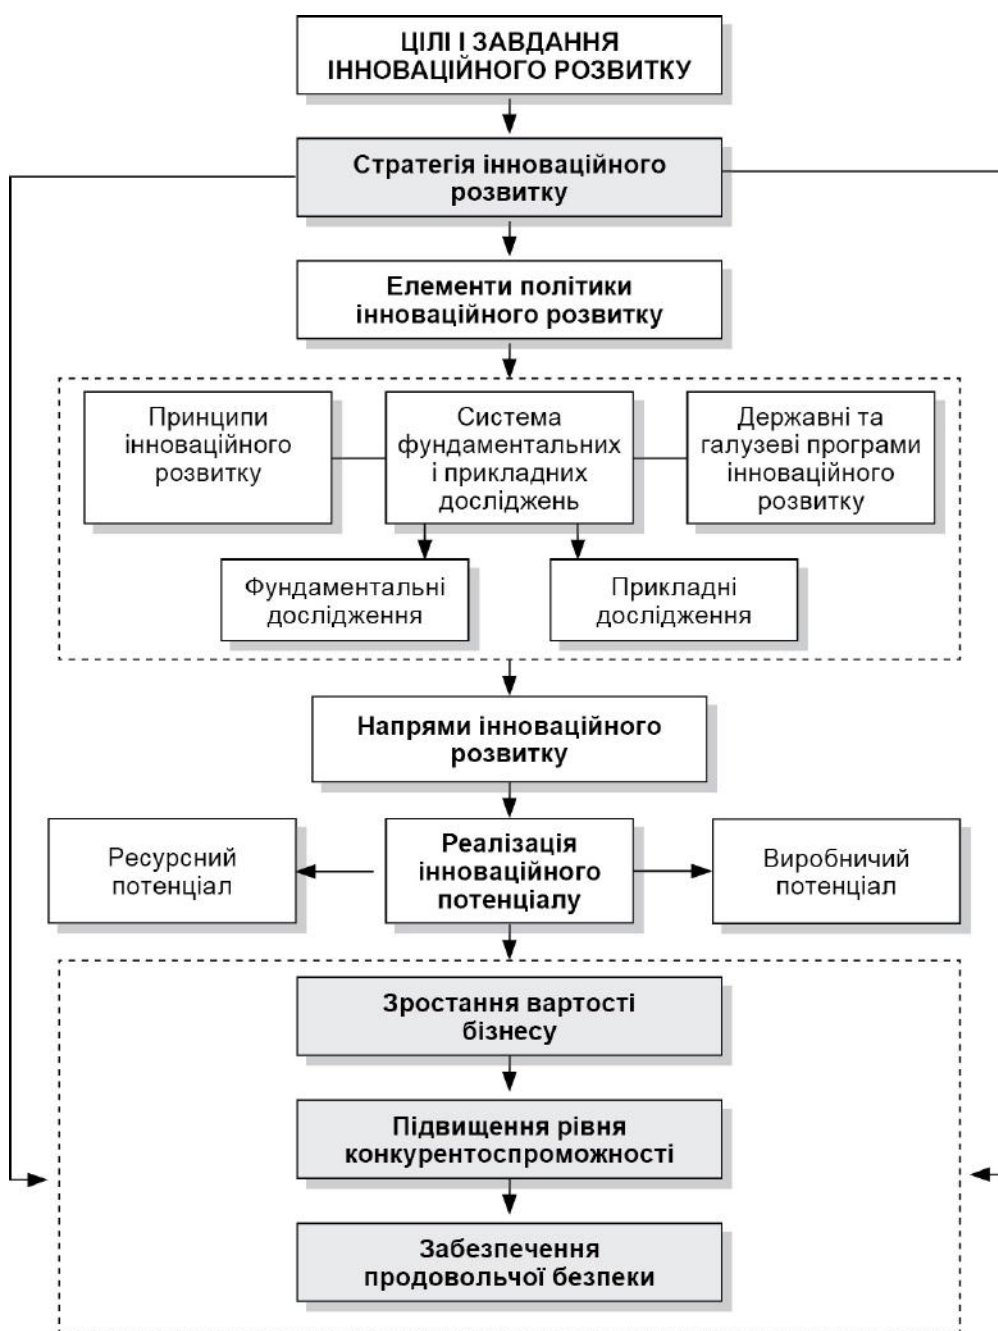 ЦІЛІ І ЗАВДАННЯ
ІННОВАЦІЙНОГО РОЗВИТКУ
Стратегія інноваційного
розвитку
Елементи політики
інноваційного розвитку
Принципи
інноваційного
розвитку
Система
фундаментальних
і прикладних
досліджень
Державні та
галузеві програми
інноваційного
розвитку
Фундаментальні
дослідження
Прикладні
дослідження
Напрями інноваційного
розвитку
Ресурсний
потенціал
Реалізація
інноваційного
потенціалу
Виробничий
потенціал
Зростання вартості
бізнесу
Підвищення рівня
конкурентоспроможності
Забезпечення
продовольчої безпеки